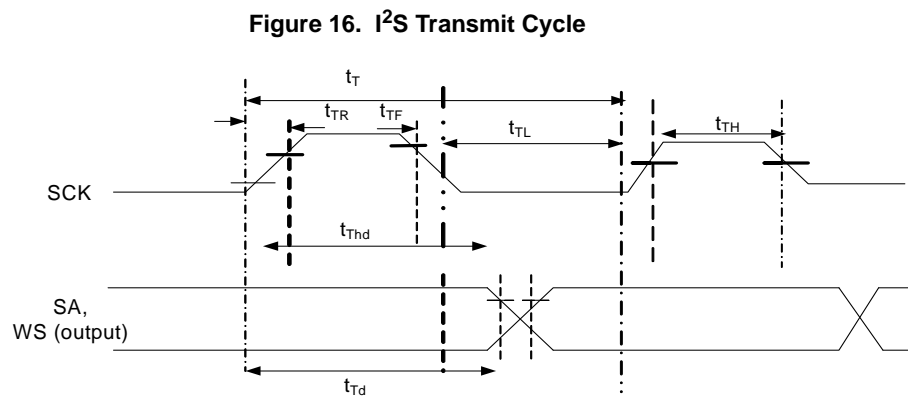 Figure 16. I²S Transmit Cycle
tT
tTR
tTF
tTL
tTH
SCK
tThd
SA,
WS (output)
tTd